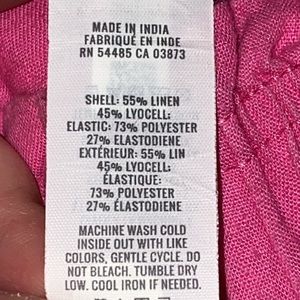 MADE IN INDIA
FABRIQUÉ EN INDE
RN 54485 CA 03873
SHELL: 55% LINEN
45% LYOCELL;
ELASTIC: 73% POLYESTER
27% ELASTODIENE
EXTÉRIEUR: 55% LIN
45% LYOCELL;
ÉLASTIQUE:
73% POLYESTER
27% ÉLASTODIÈNE
MACHINE WASH COLD
INSIDE OUT WITH LIKE
COLORS, GENTLE CYCLE. DO
NOT BLEACH. TUMBLE DRY
LOW. COOL IRON IF NEEDED.